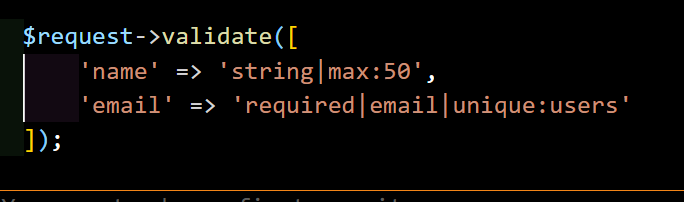 $request->validate([
    'name' => 'string|max:50',
    'email' => 'required|email|unique:users'
]);